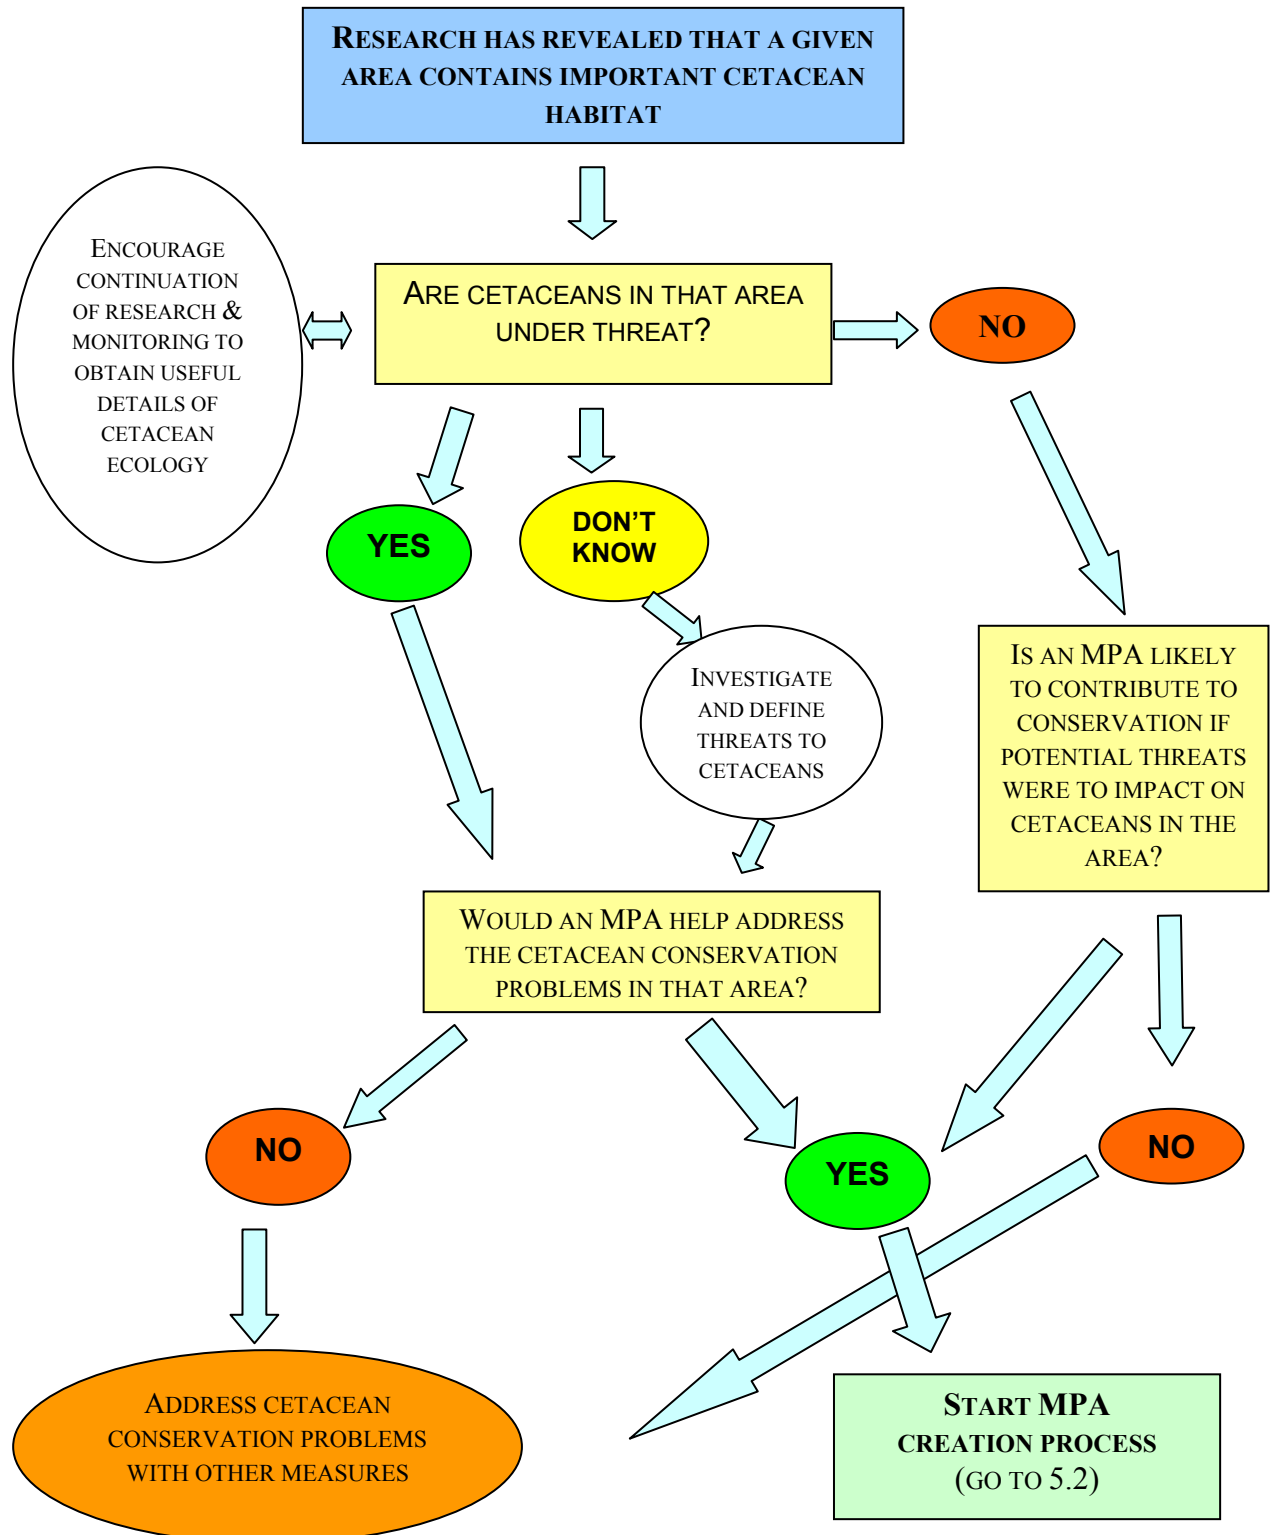 RESEARCH HAS REVEALED THAT A GIVEN
AREA CONTAINS IMPORTANT CETACEAN
HABITAT
ENCOURAGE
CONTINUATION
OF RESEARCH &
MONITORING TO
OBTAIN USEFUL
DETAILS OF
CETACEAN
ECOLOGY
ARE CETACEANS IN THAT AREA
UNDER THREAT?
NO
YES
DON'T
KNOW
INVESTIGATE
AND DEFINE
THREATS TO
CETACEANS
IS AN MPA LIKELY
TO CONTRIBUTE TO
CONSERVATION IF
POTENTIAL THREATS
WERE TO IMPACT ON
CETACEANS IN THE
AREA?
WOULD AN MPA HELP ADDRESS
THE CETACEAN CONSERVATION
PROBLEMS IN THAT AREA?
NO
YES
NO
ADDRESS CETACEAN
CONSERVATION PROBLEMS
WITH OTHER MEASURES
START MPA
CREATION PROCESS
(GO TO 5.2)